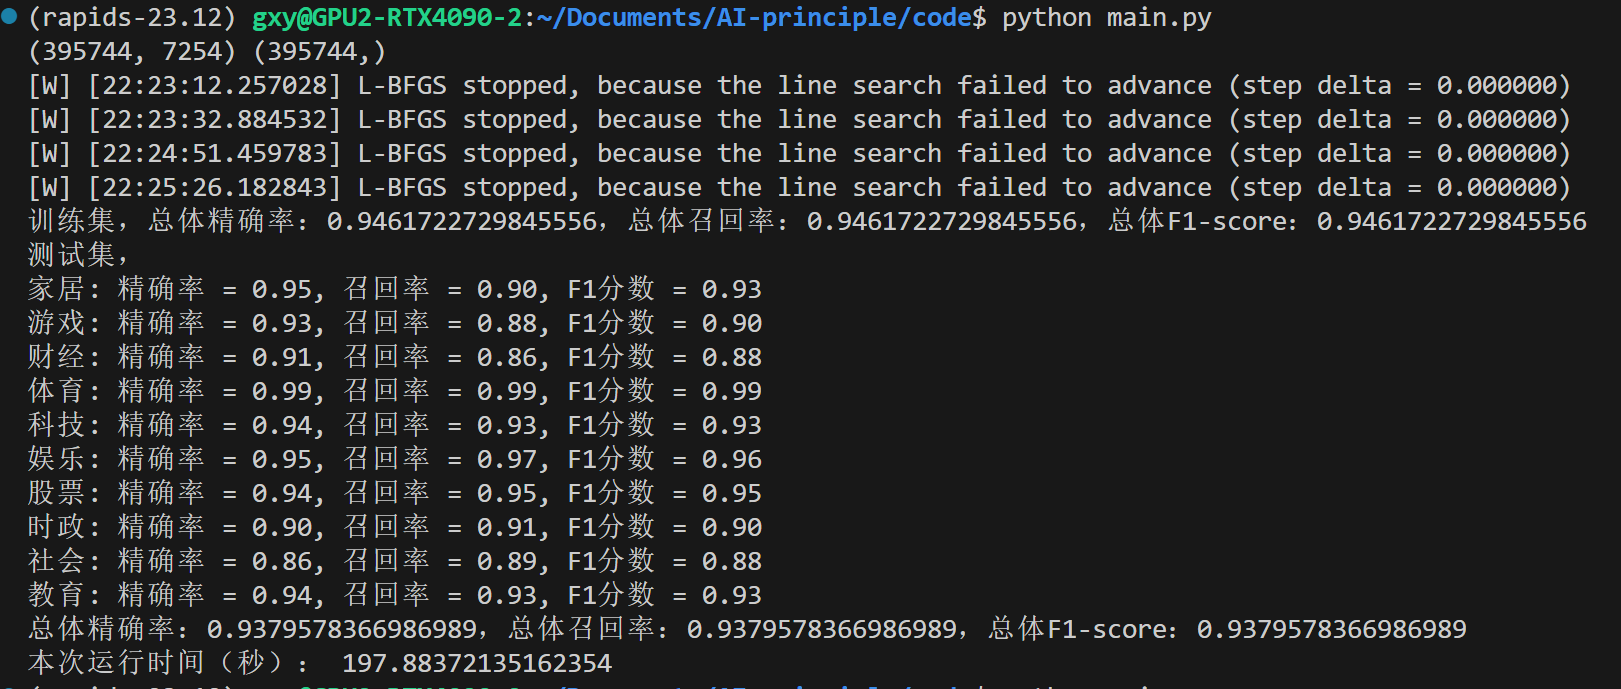 (rapids-23.12) gxy@GPU2-RTX4090-2:~/Documents/AI-principle/code$ python main.py
(395744, 7254) (395744,)
[W] [22:23:12.257028] L-BFGS stopped, because the line search failed to advance (step delta = 0.000000)
[W] [22:23:32.884532] L-BFGS stopped, because the line search failed to advance (step delta = 0.000000)
[W] [22:24:51.459783] L-BFGS stopped, because the line search failed to advance (step delta = 0.000000)
[W] [22:25:26.182843] L-BFGS stopped, because the line search failed to advance (step delta = 0.000000)
训练集，总体精确率：0.9461722729845556，总体召回率：0.9461722729845556，总体F1-score：0.9461722729845556
测试集，
家居: 精确率 = 0.95, 召回率 = 0.90, F1分数 = 0.93
游戏: 精确率 = 0.93, 召回率 = 0.88, F1分数 = 0.90
财经: 精确率 = 0.91, 召回率 = 0.86, F1分数 = 0.88
体育: 精确率 = 0.99, 召回率 = 0.99, F1分数 = 0.99
科技: 精确率 = 0.94, 召回率 = 0.93, F1分数 = 0.93
娱乐: 精确率 = 0.95, 召回率 = 0.97, F1分数 = 0.96
股票: 精确率 = 0.94, 召回率 = 0.95, F1分数 = 0.95
时政: 精确率 = 0.90, 召回率 = 0.91, F1分数 = 0.90
社会: 精确率 = 0.86, 召回率 = 0.89, F1分数 = 0.88
教育: 精确率 = 0.94, 召回率 = 0.93, F1分数 = 0.93
总体精确率：0.9379578366986989，总体召回率：0.9379578366986989，总体F1-score：0.9379578366986989
本次运行时间（秒）： 197.88372135162354